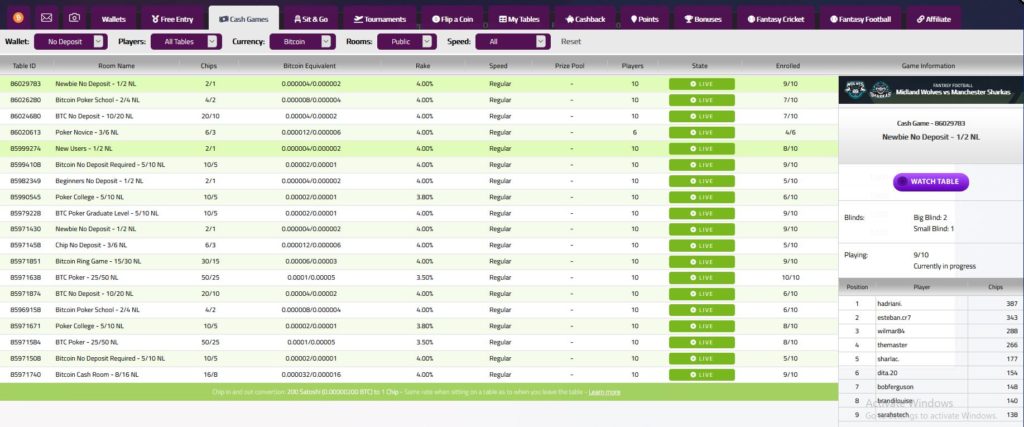 Wallets Free Entry Cash Games Sit & Go Tournaments Flip a Coin My Tables Cashback Points Bonuses Fantasy Cricket Fantasy Football Affiliate
Wallet: No Deposit Players: All Tables Currency: Bitcoin Rooms: Public Speed: All Reset
Table ID Room Name Chips Bitcoin Equivalent Rake Speed Prize Pool Players State Enrolled
86029783 Newbie No Deposit - 1/2 NL 2/1 0.000004/0.000002 4.00% Regular - 10 LIVE 9/10
86026280 Bitcoin Poker School - 2/4 NL 4/2 0.000008/0.000004 4.00% Regular - 10 LIVE 7/10
86024680 BTC No Deposit - 10/20 NL 20/10 0.00004/0.00002 4.00% Regular - 10 LIVE 7/10
86020613 Poker Novice - 3/6 NL 6/3 0.000012/0.000006 4.00% Regular - 6 LIVE 4/6
85999274 New Users - 1/2 NL 2/1 0.000004/0.000002 4.00% Regular - 10 LIVE 8/10
85994108 Bitcoin No Deposit Required - 5/10 NL 10/5 0.00002/0.00001 4.00% Regular - 10 LIVE 9/10
85982349 Beginners No Deposit - 1/2 NL 2/1 0.000004/0.000002 4.00% Regular - 10 LIVE 5/10
85990545 Poker College - 5/10 NL 10/5 0.00002/0.00001 3.80% Regular - 10 LIVE 8/10
85979228 BTC Poker Graduate Level - 5/10 NL 10/5 0.00002/0.00001 4.00% Regular - 10 LIVE 9/10
85971430 Newbie No Deposit - 1/2 NL 2/1 0.000004/0.000002 4.00% Regular - 10 LIVE 9/10
85971458 Chip No Deposit - 3/6 NL 6/3 0.000012/0.000006 4.00% Regular - 10 LIVE 5/10
85971851 Bitcoin Ring Game - 15/30 NL 30/15 0.00006/0.00003 4.00% Regular - 10 LIVE 9/10
85971638 BTC Poker - 25/50 NL 50/25 0.0001/0.00005 3.50% Regular - 10 LIVE 10/10
85971874 BTC No Deposit - 10/20 NL 20/10 0.00004/0.00002 4.00% Regular - 10 LIVE 6/10
85969158 Bitcoin Poker School - 2/4 NL 4/2 0.000008/0.000004 4.00% Regular - 10 LIVE 9/10
85971671 Poker College - 5/10 NL 10/5 0.00002/0.00001 3.80% Regular - 10 LIVE 8/10
85971584 BTC Poker - 25/50 NL 50/25 0.0001/0.00005 3.50% Regular - 10 LIVE 7/10
85971508 Bitcoin No Deposit Required - 5/10 NL 10/5 0.00002/0.00001 4.00% Regular - 10 LIVE 5/10
85971740 Bitcoin Cash Room - 8/16 NL 16/8 0.000032/0.000016 4.00% Regular - 10 LIVE 9/10
Chip in and out conversion: 200 Satoshi (0.00000200 BTC) to 1 Chip - Same rate when sitting on a table as to when you leave the table - Learn more
Game Information
FANTASY FOOTBALL
Midland Wolves vs Manchester Sharkas
Cash Game - 86029783
Newbie No Deposit - 1/2 NL
WATCH TABLE
Blinds: Big Blind: 2
Small Blind: 1
Playing: 9/10
Currently in progress
Position Player Chips
1 hadriani. 387
2 esteban.cr7 343
3 wilmar84 288
4 themaster 266
5 sharlac. 177
6 dita.20 154
7 bobferguson 148
8 brandilouise 140
9 sarahstech 138
Activate Windows
Go to Settings to activate Windows.